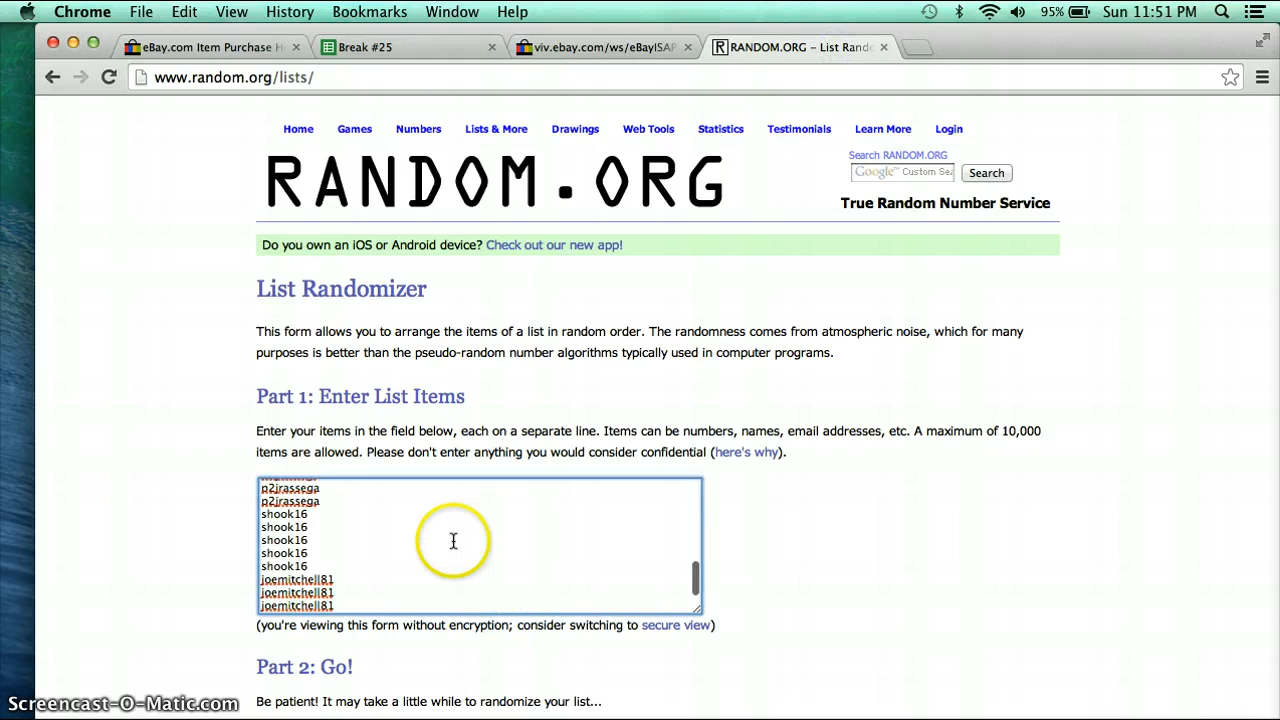 Chrome File Edit View History Bookmarks Window Help 95% Sun 11:51 PM
eBay.com Item Purchase H Break #25 viv.ebay.com/ws/eBayISAP RANDOM.ORG - List Rando
www.random.org/lists/
Home Games Numbers Lists & More Drawings Web Tools Statistics Testimonials Learn More Login
Search RANDOM.ORG
RANDOM.ORG
Google™ Custom Sea Search
True Random Number Service
Do you own an iOS or Android device? Check out our new app!
List Randomizer
This form allows you to arrange the items of a list in random order. The randomness comes from atmospheric noise, which for many
purposes is better than the pseudo-random number algorithms typically used in computer programs.
Part 1: Enter List Items
Enter your items in the field below, each on a separate line. Items can be numbers, names, email addresses, etc. A maximum of 10,000
items are allowed. Please don't enter anything you would consider confidential (here's why).
p2jrassega
p2jrassega
shook16
shook16
shook16
shook16
shook16
joemitchell81
joemitchell81
joemitchell81
(you're viewing this form without encryption; consider switching to secure view)
Part 2: Go!
Be patient! It may take a little while to randomize your list...
Screencast-O-Matic.com